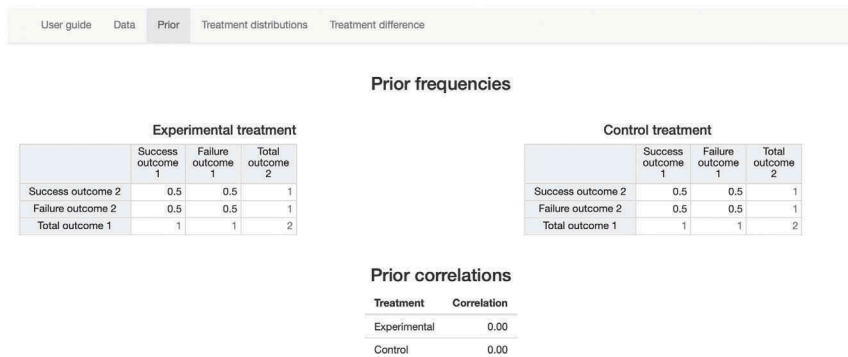 User guide Data Prior Treatment distributions Treatment difference
Prior frequencies
Experimental treatment
Success outcome 1 Failure outcome 1 Total outcome 2
Success outcome 2 0.5 0.5 1
Failure outcome 2 0.5 0.5 1
Total outcome 1 1 1 2
Control treatment
Success outcome 1 Failure outcome 1 Total outcome 2
Success outcome 2 0.5 0.5 1
Failure outcome 2 0.5 0.5 1
Total outcome 1 1 1 2
Prior correlations
Treatment Correlation
Experimental 0.00
Control 0.00